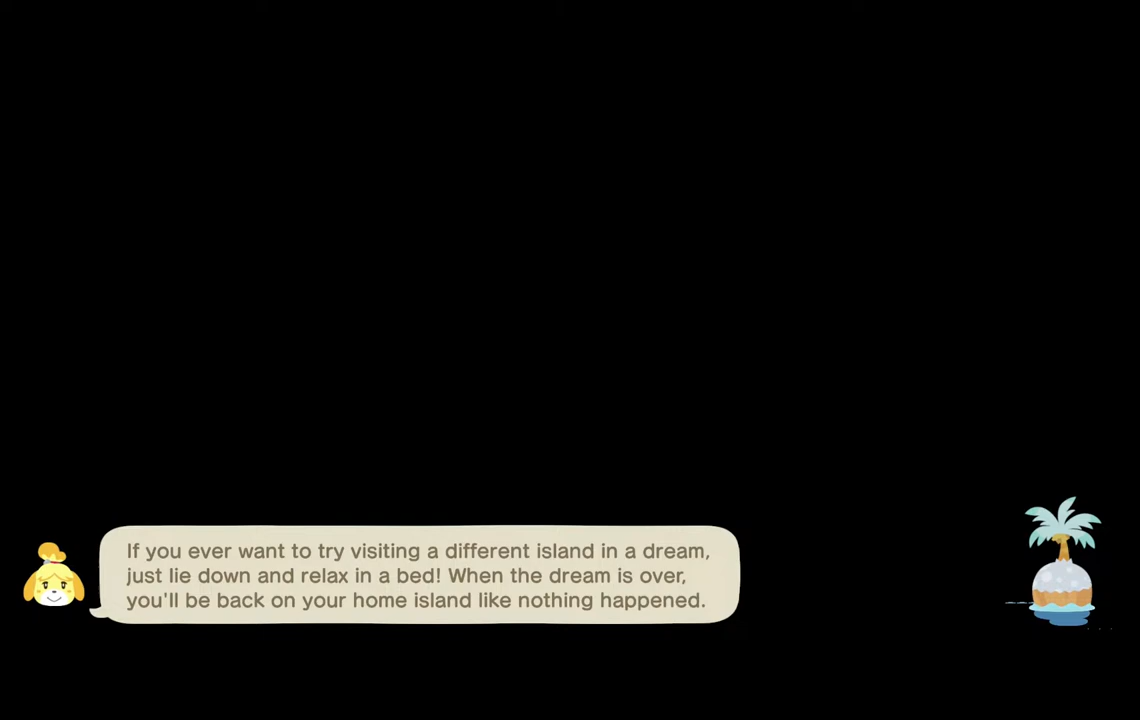 If you ever want to try visiting a different island in a dream,
just lie down and relax in a bed! When the dream is over,
you'll be back on your home island like nothing happened.